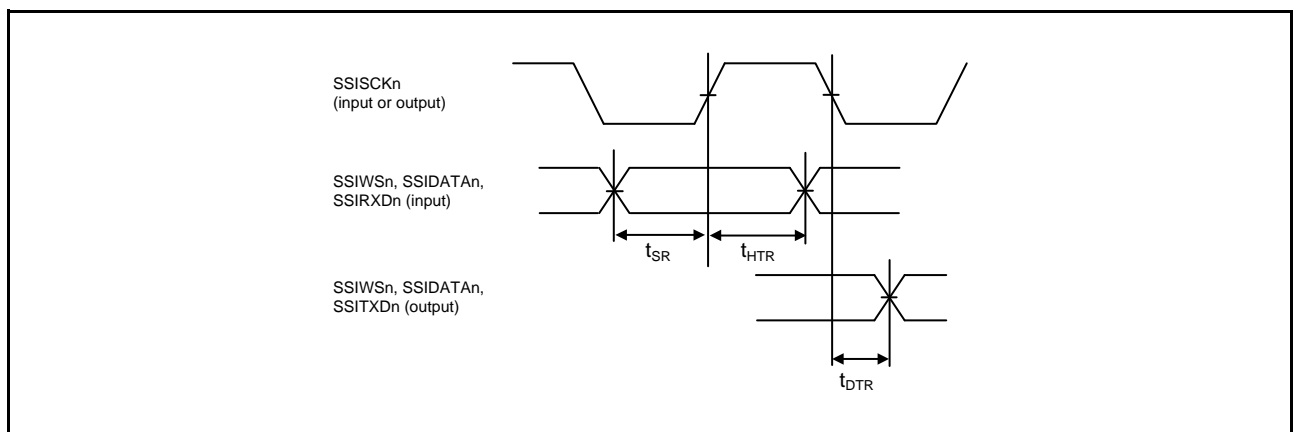 SSISCKn
(input or output)
SSIWSn, SSIDATAn,
SSIRXDn (input)
tSR
tHTR
SSIWSn, SSIDATAn,
SSITXDn (output)
tDTR